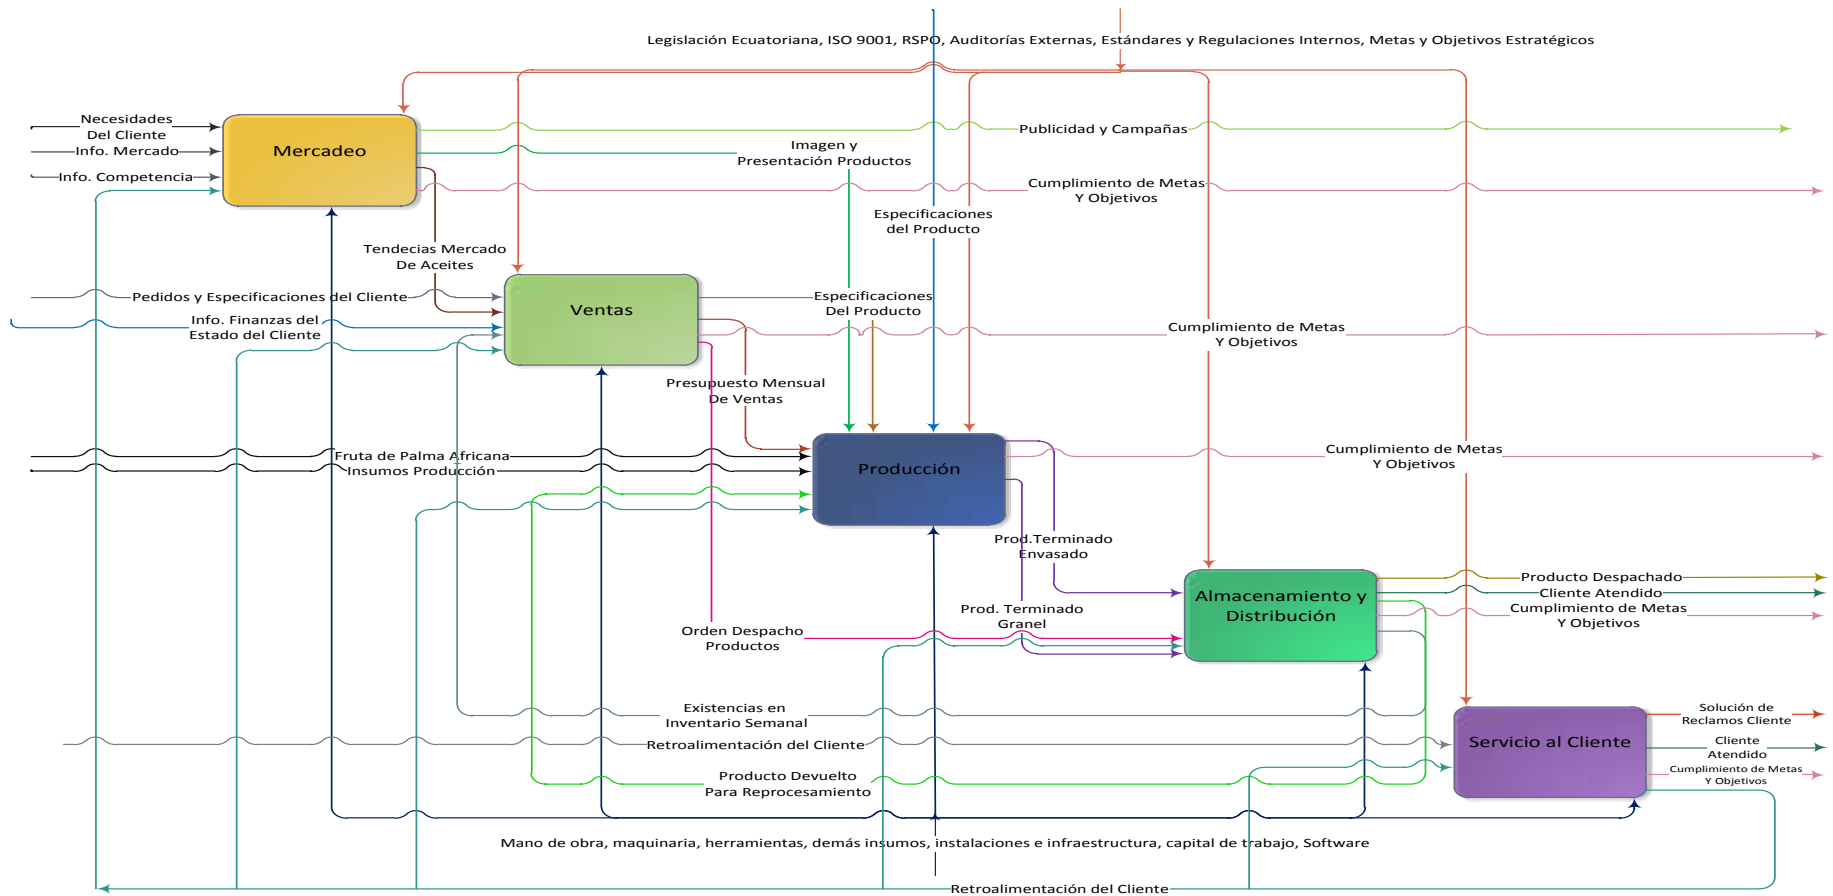 Legislación Ecuatoriana, ISO 9001, RSPO, Auditorías Externas, Estándares y Regulaciones Internos, Metas y Objetivos Estratégicos
Necesidades
Del Cliente
Info. Mercado
Info. Competencia
Mercadeo
Publicidad y Campañas
Imagen y
Presentación Productos
Cumplimiento de Metas
Y Objetivos
Especificaciones
del Producto
Tendecias Mercado
De Aceites
Pedidos y Especificaciones del Cliente
Info. Finanzas del
Estado del Cliente
Ventas
Especificaciones
Del Producto
Cumplimiento de Metas
Y Objetivos
Presupuesto Mensual
De Ventas
Fruta de Palma Africana
Insumos Producción
Producción
Cumplimiento de Metas
Y Objetivos
Prod.Terminado
Envasado
Prod. Terminado
Granel
Almacenamiento y
Distribución
Producto Despachado
Cliente Atendido
Cumplimiento de Metas
Y Objetivos
Orden Despacho
Productos
Existencias en
Inventario Semanal
Retroalimentación del Cliente
Producto Devuelto
Para Reprocesamiento
Servicio al Cliente
Solución de
Reclamos Cliente
Cliente
Atendido
Cumplimiento de Metas
Y Objetivos
Mano de obra, maquinaria, herramientas, demás insumos, instalaciones e infraestructura, capital de trabajo, Software
Retroalimentación del Cliente